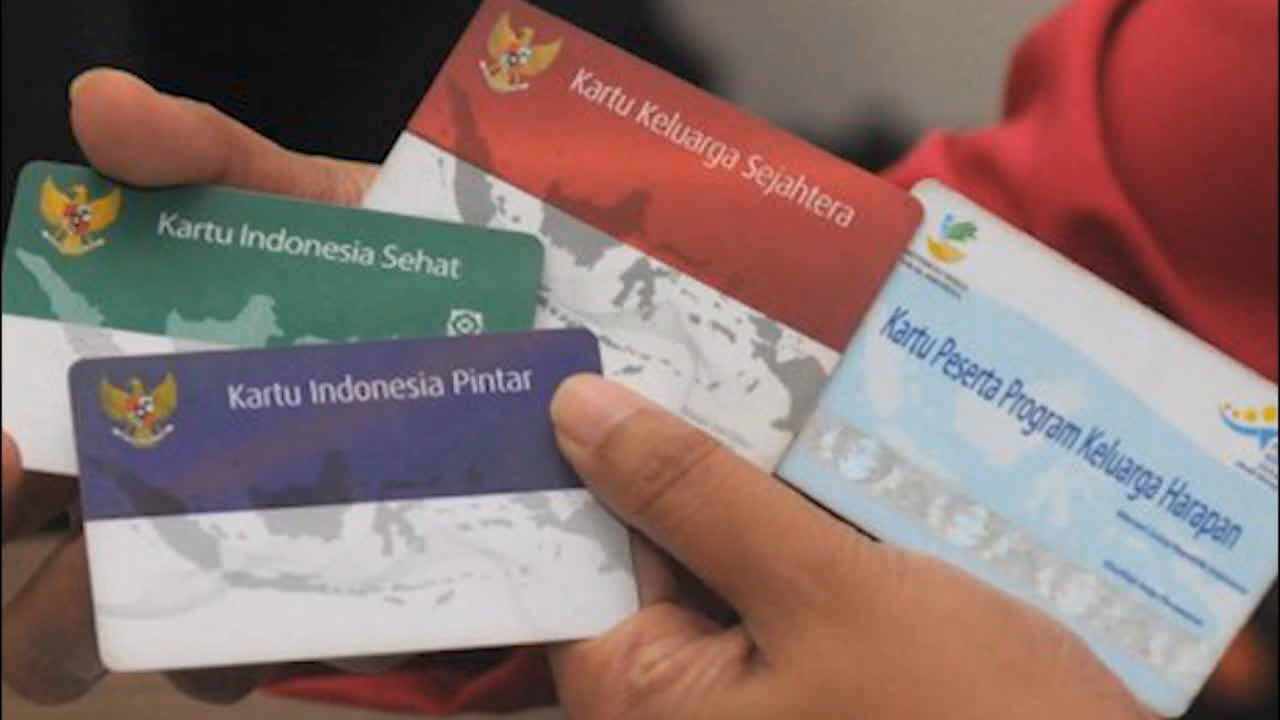 Kartu Keluarga Sejahtera
Kartu Indonesia Sehat
Kartu Indonesia Pintar
Kartu Peserta Program Keluarga Harapan